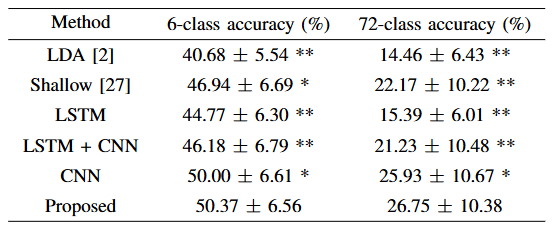 Method 6-class accuracy (%) 72-class accuracy (%)
LDA [2] 40.68 ± 5.54 ** 14.46 ± 6.43 **
Shallow [27] 46.94 ± 6.69 * 22.17 ± 10.22 **
LSTM 44.77 ± 6.30 ** 15.39 ± 6.01 **
LSTM + CNN 46.18 ± 6.79 ** 21.23 ± 10.48 **
CNN 50.00 ± 6.61 * 25.93 ± 10.67 *
Proposed 50.37 ± 6.56 26.75 ± 10.38